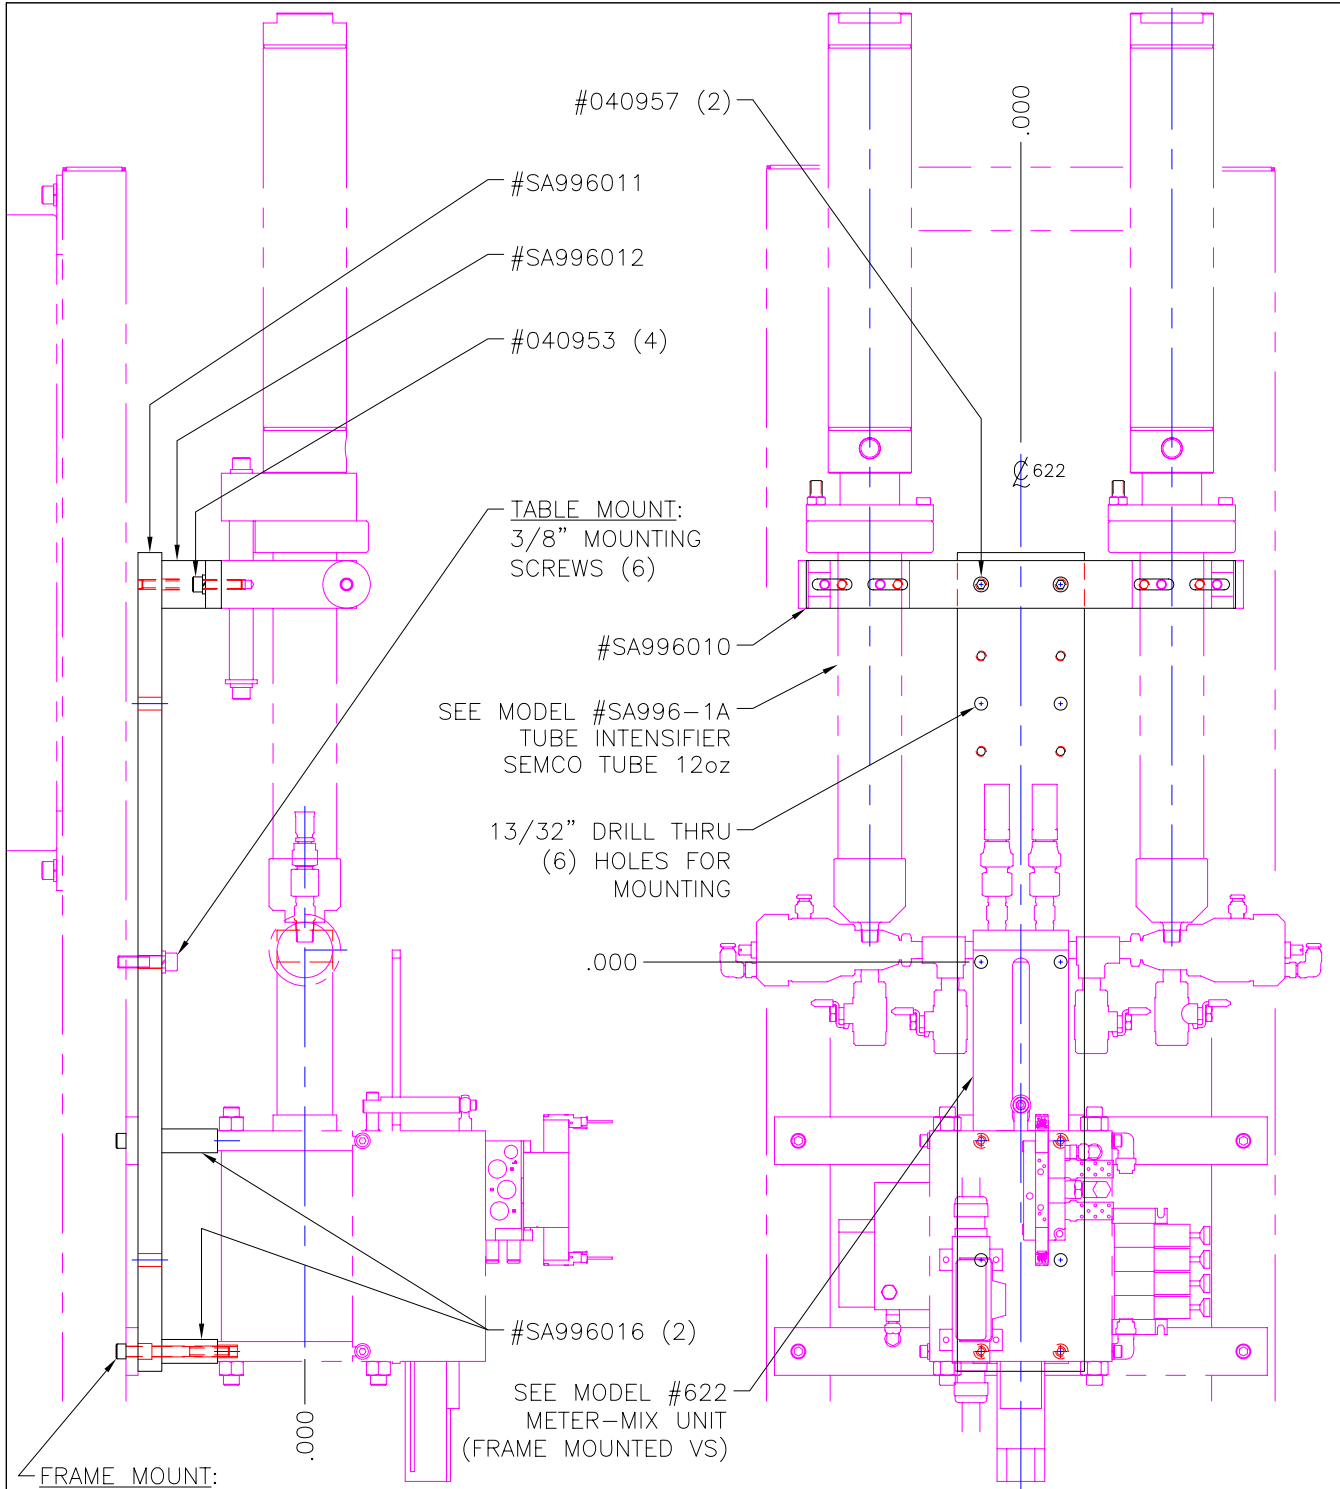 #040957 (2)
.000
#SA996011
#SA996012
#040953 (4)
℄ 622
TABLE MOUNT:
3/8” MOUNTING
SCREWS (6)
#SA996010
SEE MODEL #SA996-1A
TUBE INTENSIFIER
SEMCO TUBE 12oz
13/32” DRILL THRU
(6) HOLES FOR
MOUNTING
.000
#SA996016 (2)
SEE MODEL #622
METER-MIX UNIT
(FRAME MOUNTED VS)
.000
FRAME MOUNT: